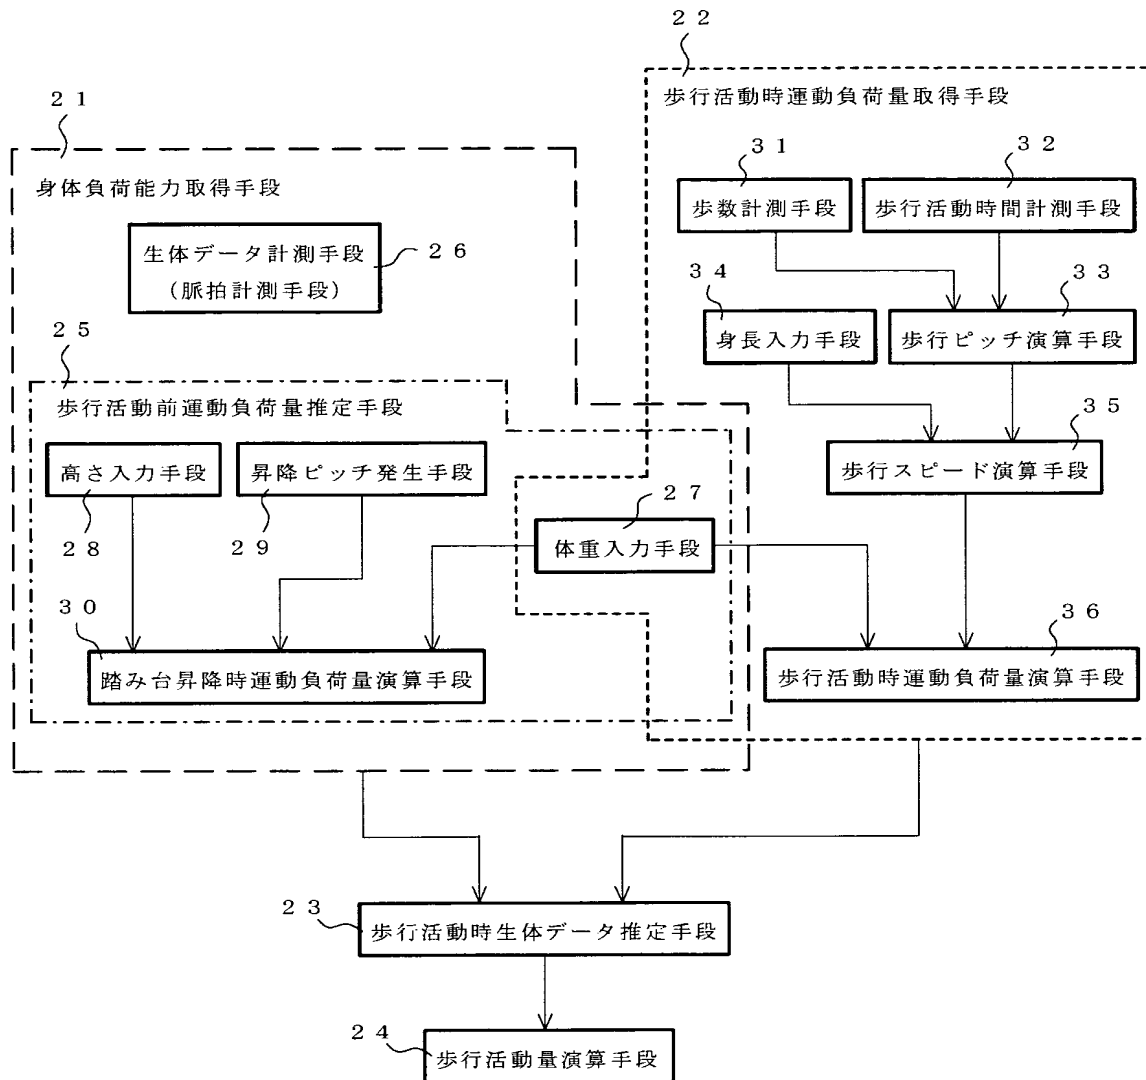 ２２
歩行活動時運動負荷量取得手段
２１
身体負荷能力取得手段
３１
３２
歩数計測手段
歩行活動時間計測手段
生体データ計測手段
（脈拍計測手段）
２６
３４
３３
身長入力手段
歩行ピッチ演算手段
２５
歩行活動前運動負荷量推定手段
３５
高さ入力手段
昇降ピッチ発生手段
歩行スピード演算手段
２８
２９
２７
体重入力手段
３０
３６
踏み台昇降時運動負荷量演算手段
歩行活動時運動負荷量演算手段
２３
歩行活動時生体データ推定手段
２４
歩行活動量演算手段